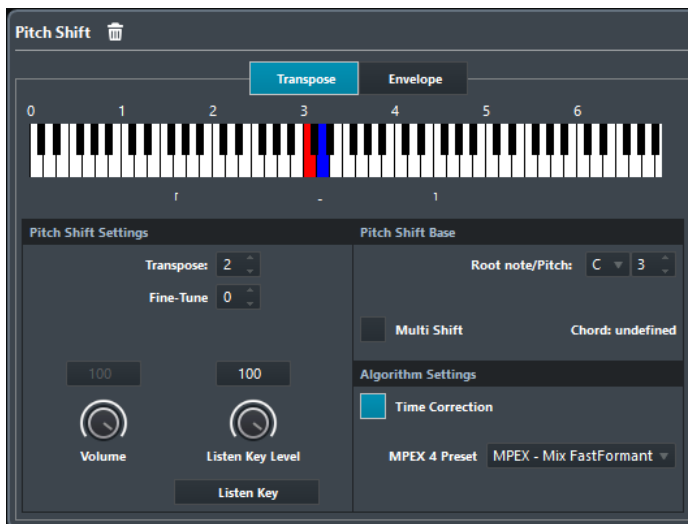 Pitch Shift
Transpose Envelope
0 1 2 3 4 5 6
Pitch Shift Settings
Pitch Shift Base
Transpose: 2
Root note/Pitch: C 3
Fine-Tune 0
Multi Shift Chord: undefined
100 100
Algorithm Settings
Time Correction
Volume Listen Key Level
MPEX 4 Preset MPEX - Mix FastFormant
Listen Key